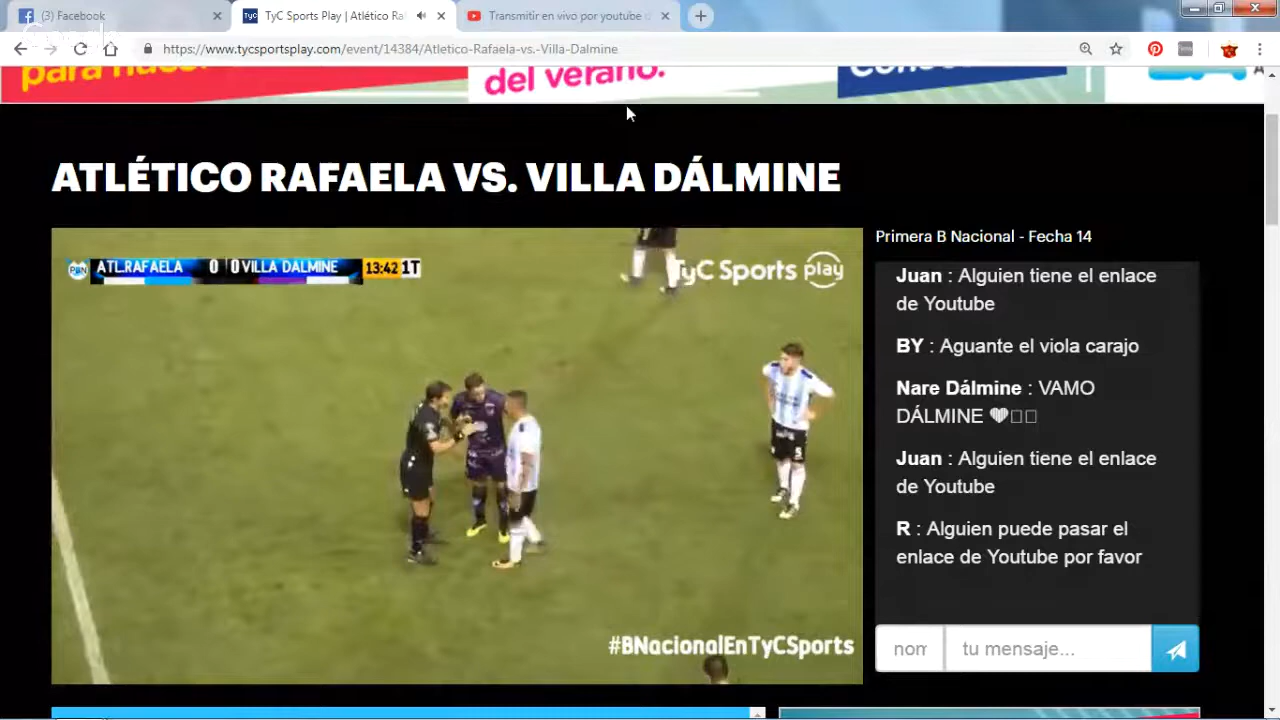 (3) Facebook
TyC Sports Play | Atlético Ra
Transmitir en vivo por youtube d
https://www.tycsportsplay.com/event/14384/Atletico-Rafaela-vs.-Villa-Dalmine
del verano.
ATLÉTICO RAFAELA VS. VILLA DÁLMINE
Primera B Nacional - Fecha 14
ATL.RAFAELA 0 0 VILLA DALMINE 13:42 1T
TyC Sports play
Juan : Alguien tiene el enlace
de Youtube
BY : Aguante el viola carajo
Nare Dálmine : VAMO
DÁLMINE
Juan : Alguien tiene el enlace
de Youtube
R : Alguien puede pasar el
enlace de Youtube por favor
5
#BNacionalEnTyCSports
nom
tu mensaje...